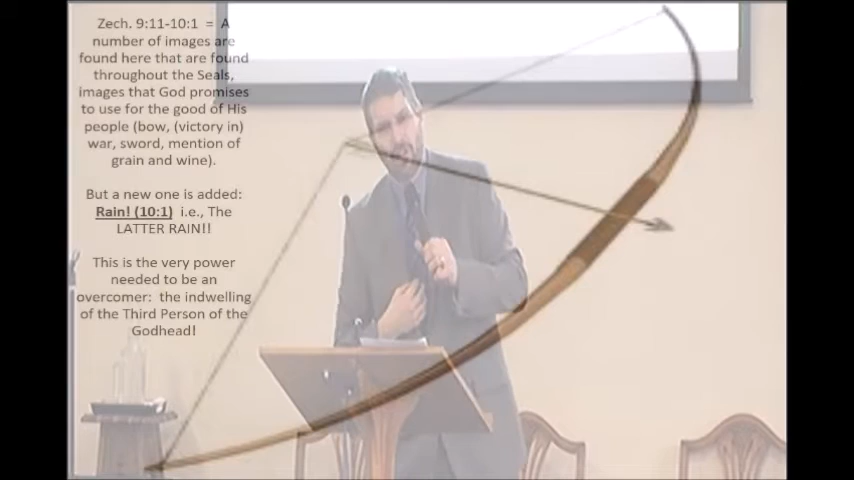 Zech. 9:11-10:1 = A
number of images are
found here that are found
throughout the Seals,
images that God promises
to use for the good of His
people (bow, (victory in)
war, sword, mention of
grain and wine).
But a new one is added:
Rain! (10:1) i.e., The
LATTER RAIN!!
This is the very power
needed to be an
overcomer: the indwelling
of the Third Person of the
Godhead!